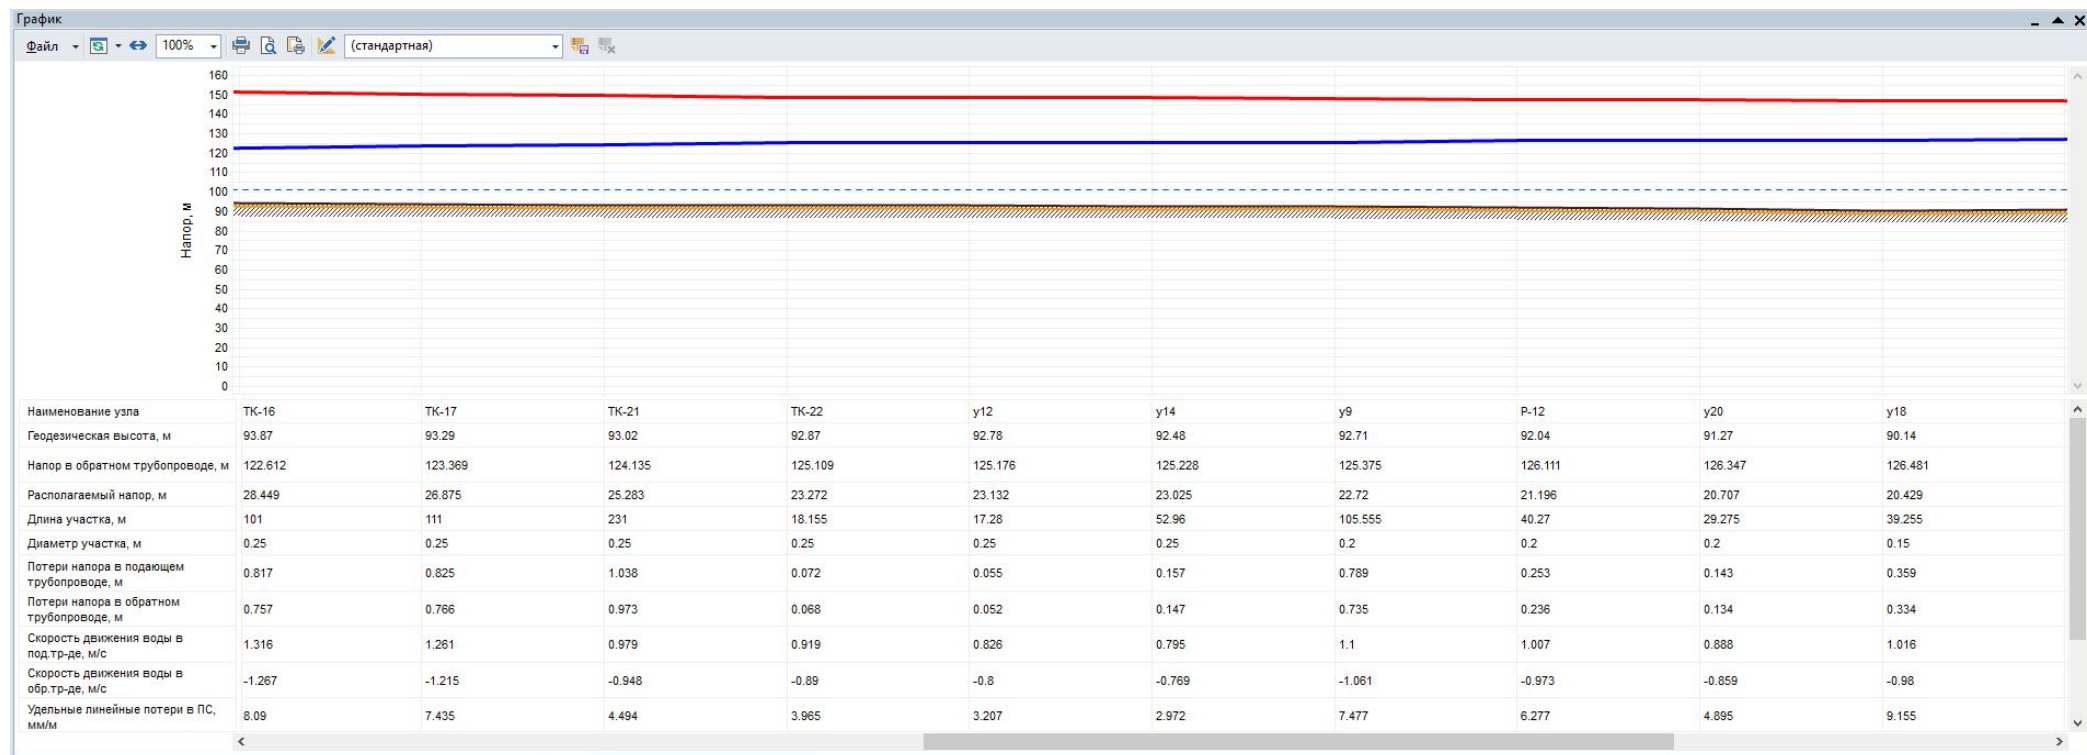 График
Файл 100% (стандартная)
160
150
140
130
120
110
100
90
80
70
60
50
40
30
20
10
0
Напор, м
Наименование узла ТК-16 ТК-17 ТК-21 ТК-22 у12 у14 у9 Р-12 у20 у18
Геодезическая высота, м 93.87 93.29 93.02 92.87 92.78 92.48 92.71 92.04 91.27 90.14
Напор в обратном трубопроводе, м 122.612 123.369 124.135 125.109 125.176 125.228 125.375 126.111 126.347 126.481
Располагаемый напор, м 28.449 26.875 25.283 23.272 23.132 23.025 22.72 21.196 20.707 20.429
Длина участка, м 101 111 231 18.155 17.28 52.96 105.555 40.27 29.275 39.255
Диаметр участка, м 0.25 0.25 0.25 0.25 0.25 0.25 0.2 0.2 0.2 0.15
Потери напора в подающем
трубопроводе, м 0.817 0.825 1.038 0.072 0.055 0.157 0.789 0.253 0.143 0.359
Потери напора в обратном
трубопроводе, м 0.757 0.766 0.973 0.068 0.052 0.147 0.735 0.236 0.134 0.334
Скорость движения воды в
под.тр-де, м/с 1.316 1.261 0.979 0.919 0.826 0.795 1.1 1.007 0.888 1.016
Скорость движения воды в
обр.тр-де, м/с -1.267 -1.215 -0.948 -0.89 -0.8 -0.769 -1.061 -0.973 -0.859 -0.98
Удельные линейные потери в ПС,
мм/м 8.09 7.435 4.494 3.965 3.207 2.972 7.477 6.277 4.895 9.155